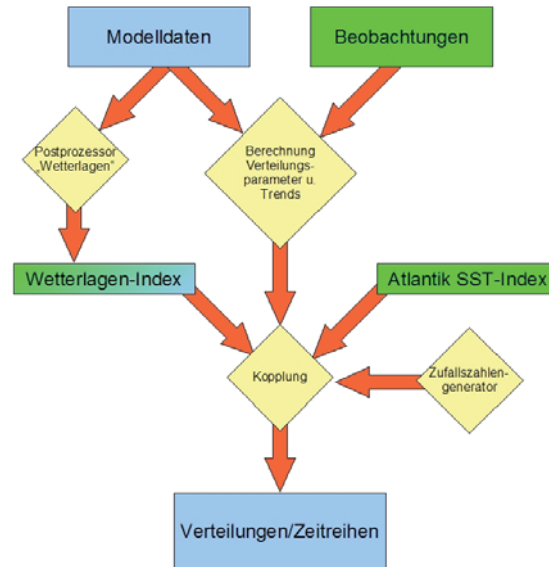 Modelldaten
Beobachtungen
Postprozessor
„Wetterlagen"
Berechnung
Verteilungs-
parameter u.
Trends
Wetterlagen-Index
Atlantik SST-Index
Kopplung
Zufallszahlen-
generator
Verteilungen/Zeitreihen